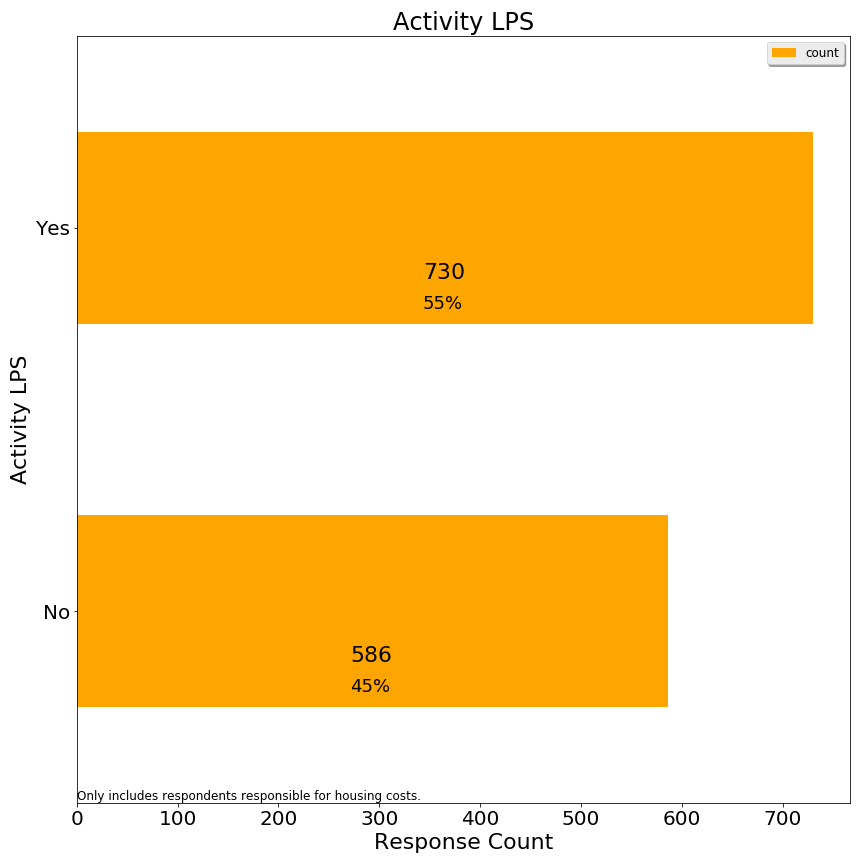 Activity LPS
count
Yes
730
55%
Activity LPS
No
586
45%
Only includes respondents responsible for housing costs.
0 100 200 300 400 500 600 700
Response Count